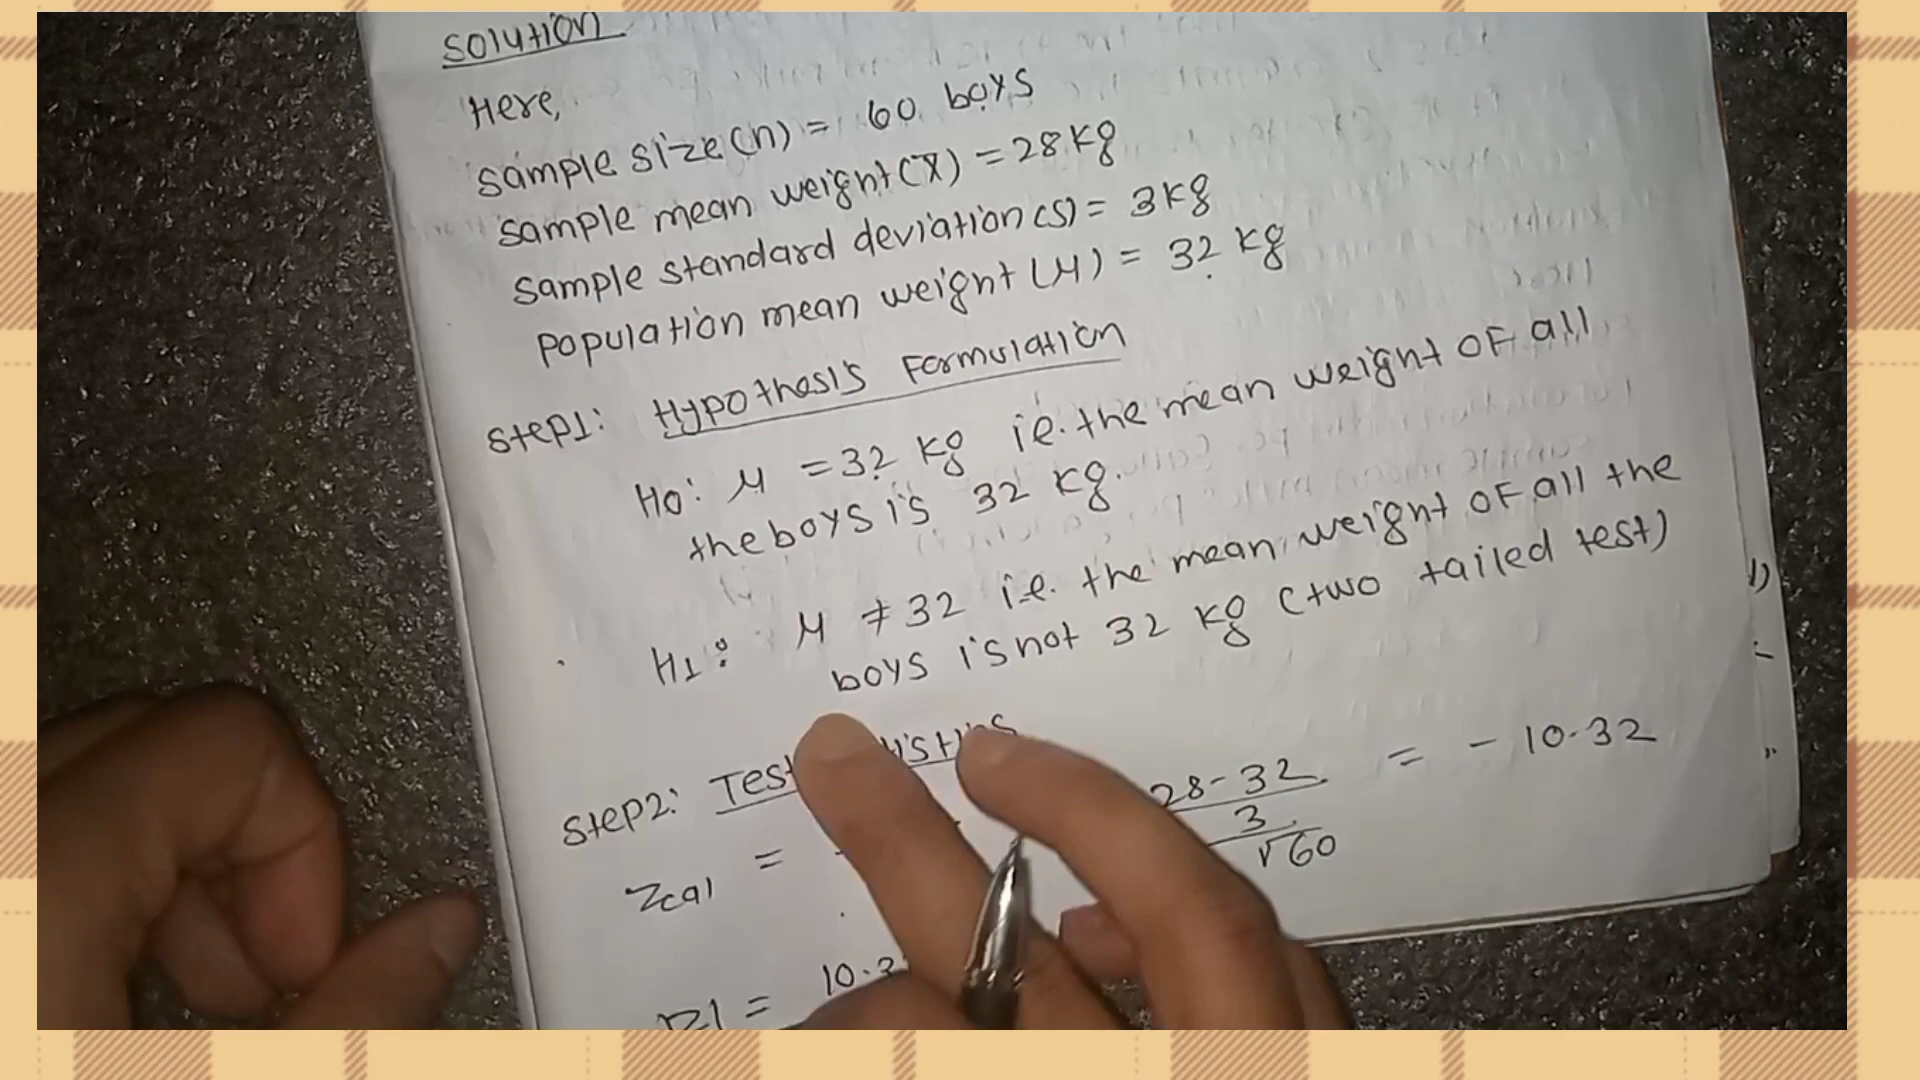 Solution
Here,
sample size(n) = 60 boys
sample mean weight(x̄) = 28 kg
sample standard deviation(s) = 3kg
population mean weight (μ) = 32 kg
step1: Hypothesis Formulation
H0: μ = 32 kg i.e. the mean weight of all
the boys is 32 kg.
H1: μ ≠ 32 i.e. the mean weight of all the
boys is not 32 kg (two tailed test)
step2: Test
Zcal = 28-32 / 3/√60 = - 10.32
= 10.3